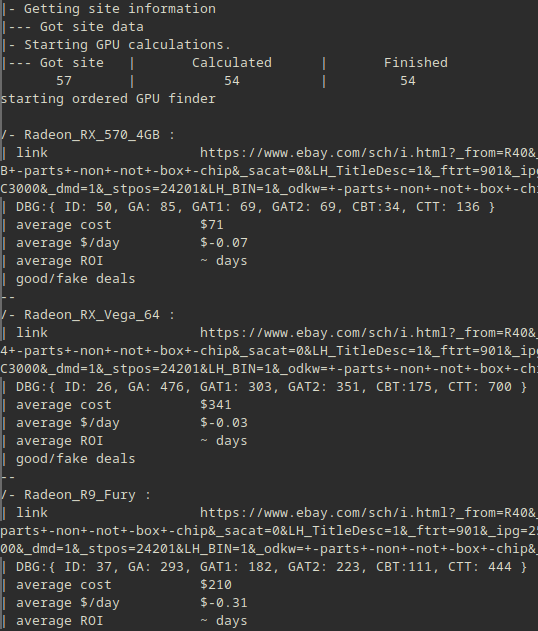 |- Getting site information
|--- Got site data
|- Starting GPU calculations.
|--- Got site | Calculated | Finished
57 | 54 | 54
starting ordered GPU finder
/- Radeon_RX_570_4GB :
| link https://www.ebay.com/sch/i.html?_from=R40&
B+-parts+-non+-not+-box+-chip&_sacat=0&LH_TitleDesc=1&_ftrt=901&_ipg
C3000&_dmd=1&_stpos=24201&LH_BIN=1&_odkw=+-parts+-non+-not+-box+-chi
| DBG:{ ID: 50, GA: 85, GAT1: 69, GAT2: 69, CBT:34, CTT: 136 }
| average cost $71
| average $/day $-0.07
| average ROI ~ days
| good/fake deals
--
/- Radeon_RX_Vega_64 :
| link https://www.ebay.com/sch/i.html?_from=R40&
4+-parts+-non+-not+-box+-chip&_sacat=0&LH_TitleDesc=1&_ftrt=901&_ipg
C3000&_dmd=1&_stpos=24201&LH_BIN=1&_odkw=+-parts+-non+-not+-box+-chi
| DBG:{ ID: 26, GA: 476, GAT1: 303, GAT2: 351, CBT:175, CTT: 700 }
| average cost $341
| average $/day $-0.03
| average ROI ~ days
| good/fake deals
--
/- Radeon_R9_Fury :
| link https://www.ebay.com/sch/i.html?_from=R40&
parts+-non+-not+-box+-chip&_sacat=0&LH_TitleDesc=1&_ftrt=901&_ipg=25
00&_dmd=1&_stpos=24201&LH_BIN=1&_odkw=+-parts+-non+-not+-box+-chip&_
| DBG:{ ID: 37, GA: 293, GAT1: 182, GAT2: 223, CBT:111, CTT: 444 }
| average cost $210
| average $/day $-0.31
| average ROI ~ days